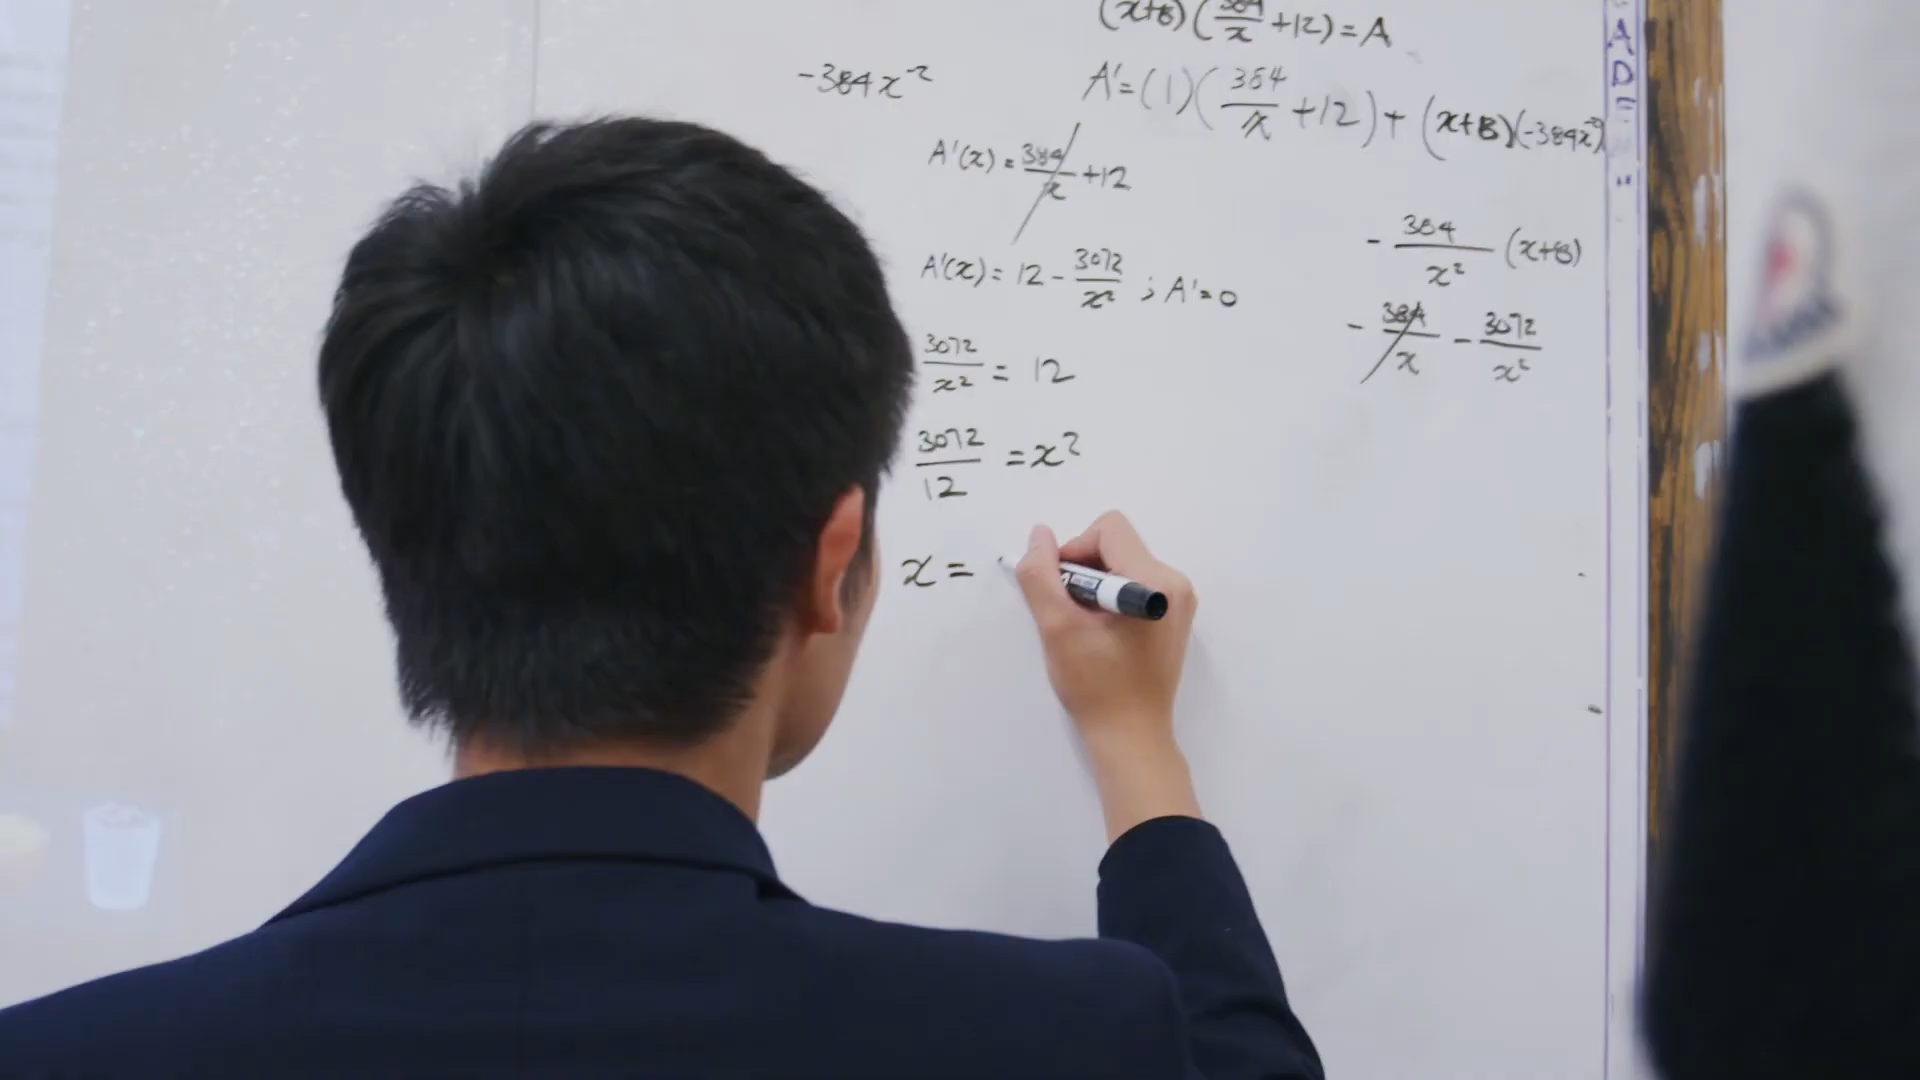 (x+8)(384/x +12) = A
-384x⁻²
A' = (1)(384/x +12) + (x+8)(-384x⁻²)
A'(x) = 384/x +12
A'(x) = 12 - 3072/x² ; A' = 0
3072/x² = 12
3072/12 = x²
x =
- 384/x² (x+8)
- 384/x - 3072/x²
ADE